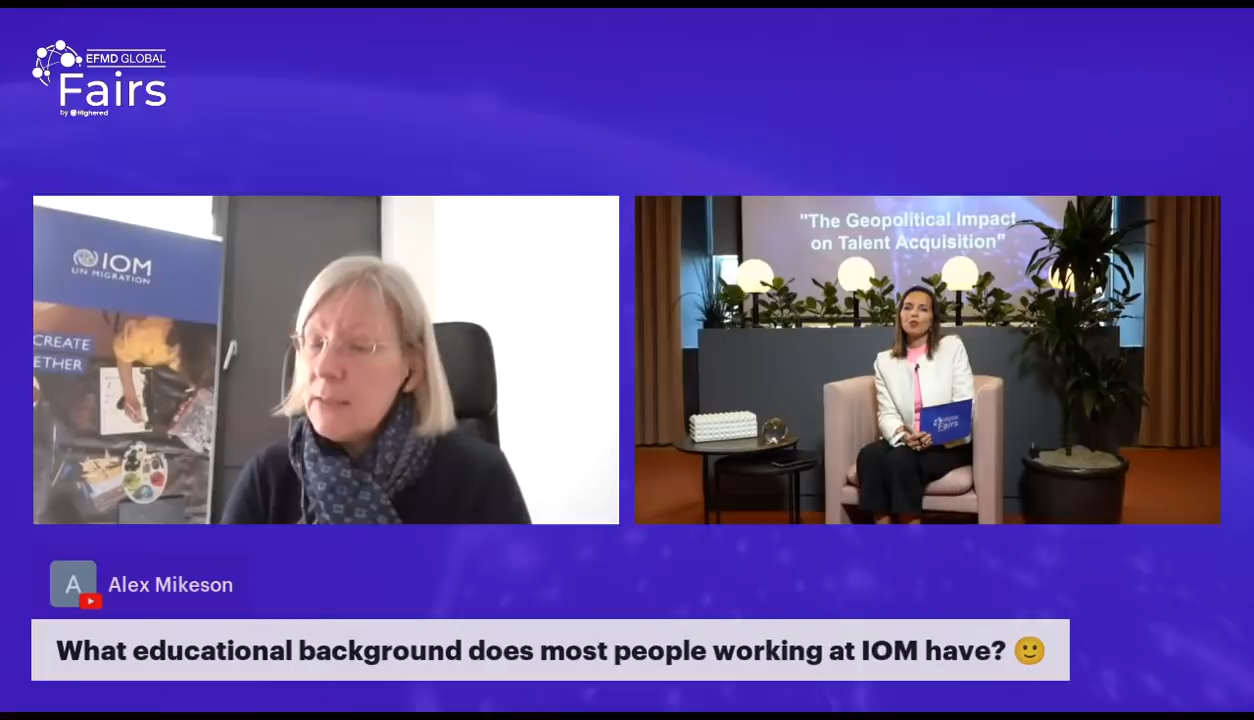 EFMD GLOBAL
Fairs
by Highered
IOM
UN MIGRATION
CREATE
ETHER
"The Geopolitical Impact
on Talent Acquisition"
Fairs
A
Alex Mikeson
What educational background does most people working at IOM have? 🙂